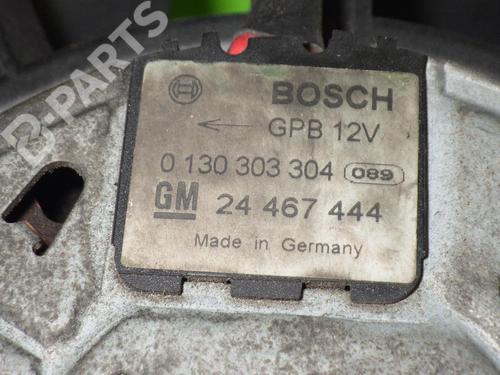 B-PARTS
BOSCH
← GPB 12V
0 130 303 304 089
GM 24 467 444
Made in Germany